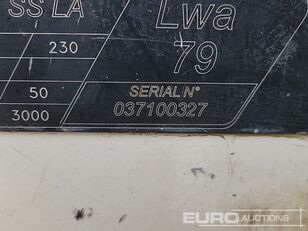 SS LA
Lwa
230
79
50
SERIAL N°
3000
037100327
EURO AUCTIONS